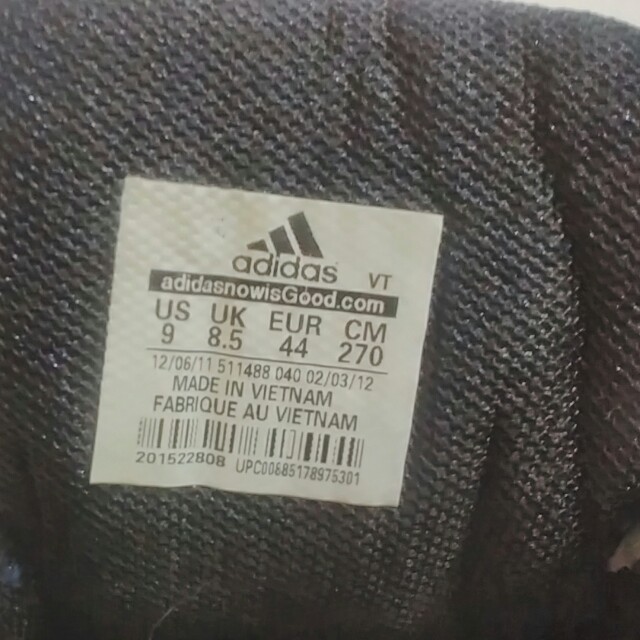 adidas VT
adidasnowisGood.com
US UK EUR CM
9 8.5 44 270
12/06/11 511488 040 02/03/12
MADE IN VIETNAM
FABRIQUE AU VIETNAM
201522808 UPC00685178975301